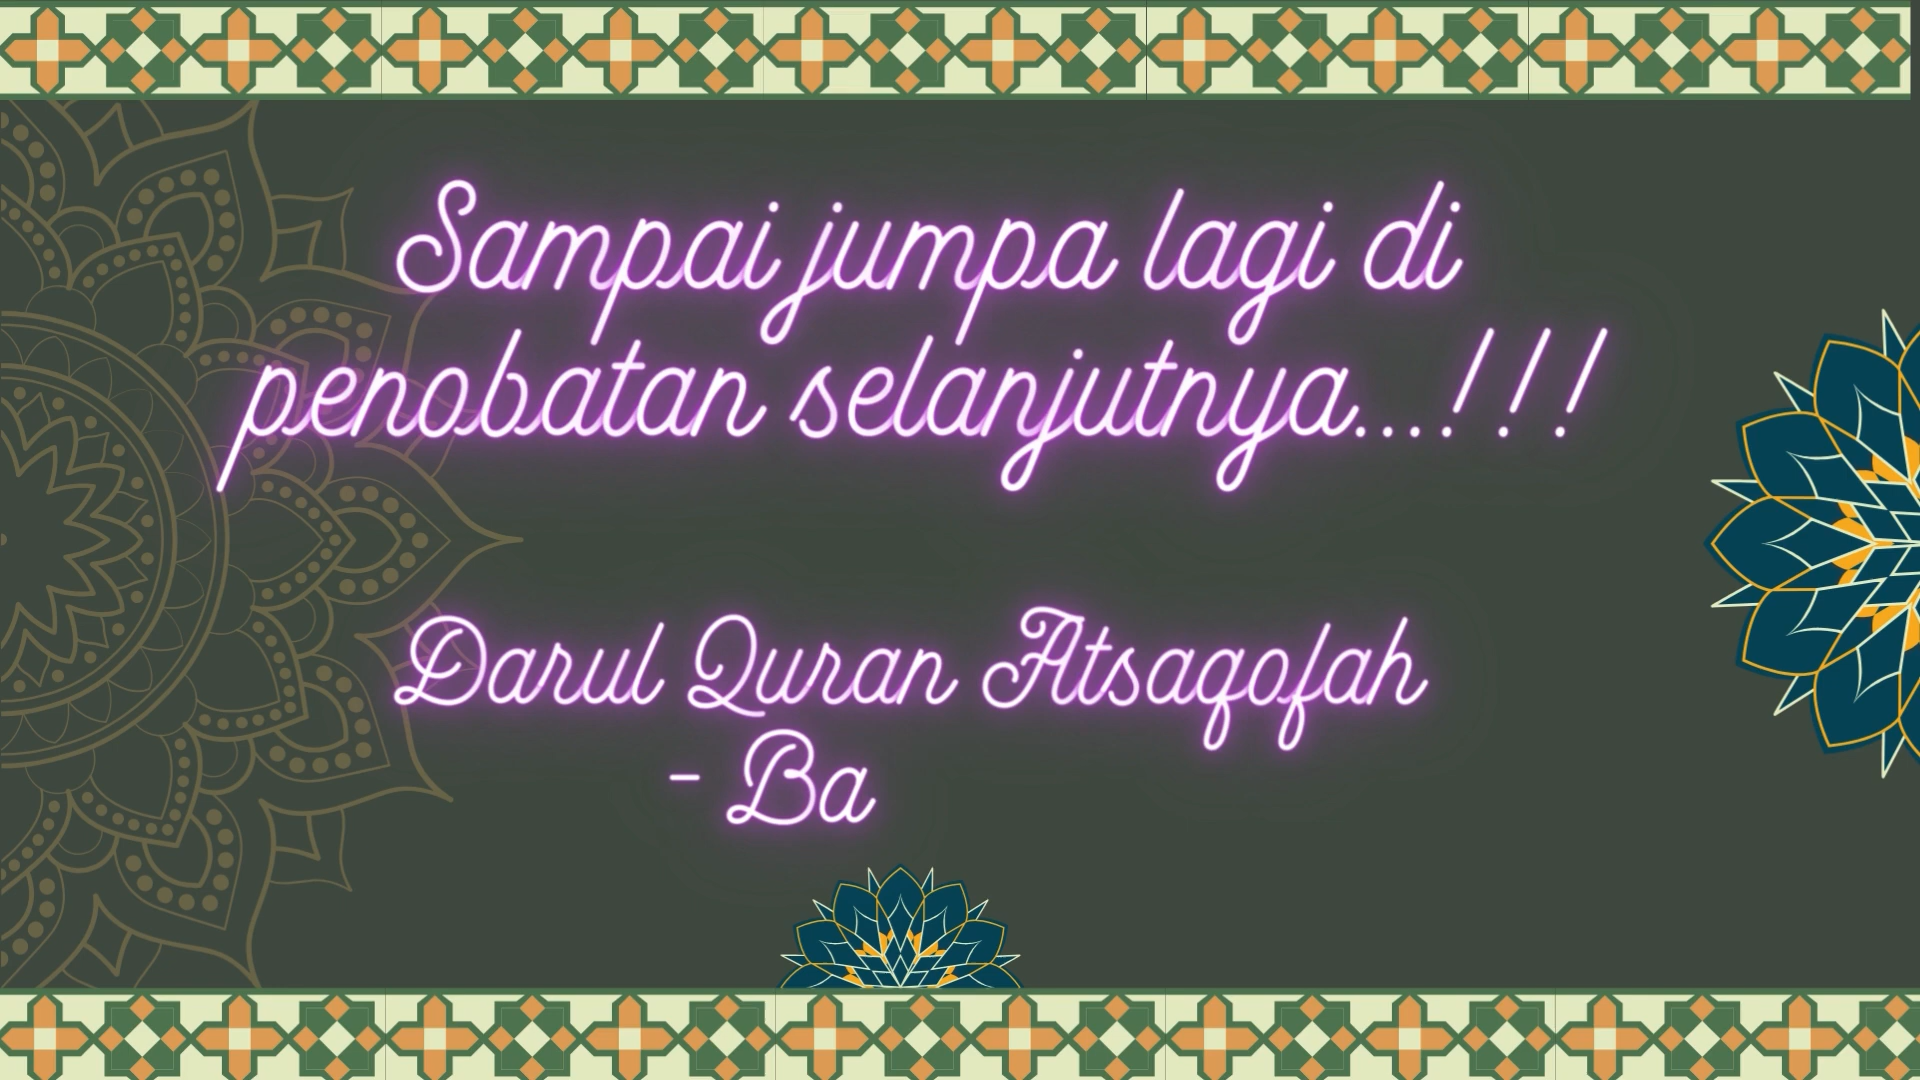 Sampai jumpa lagi di
penobatan selanjutnya...!!!
Darul Quran Atsaqofah
- Ba